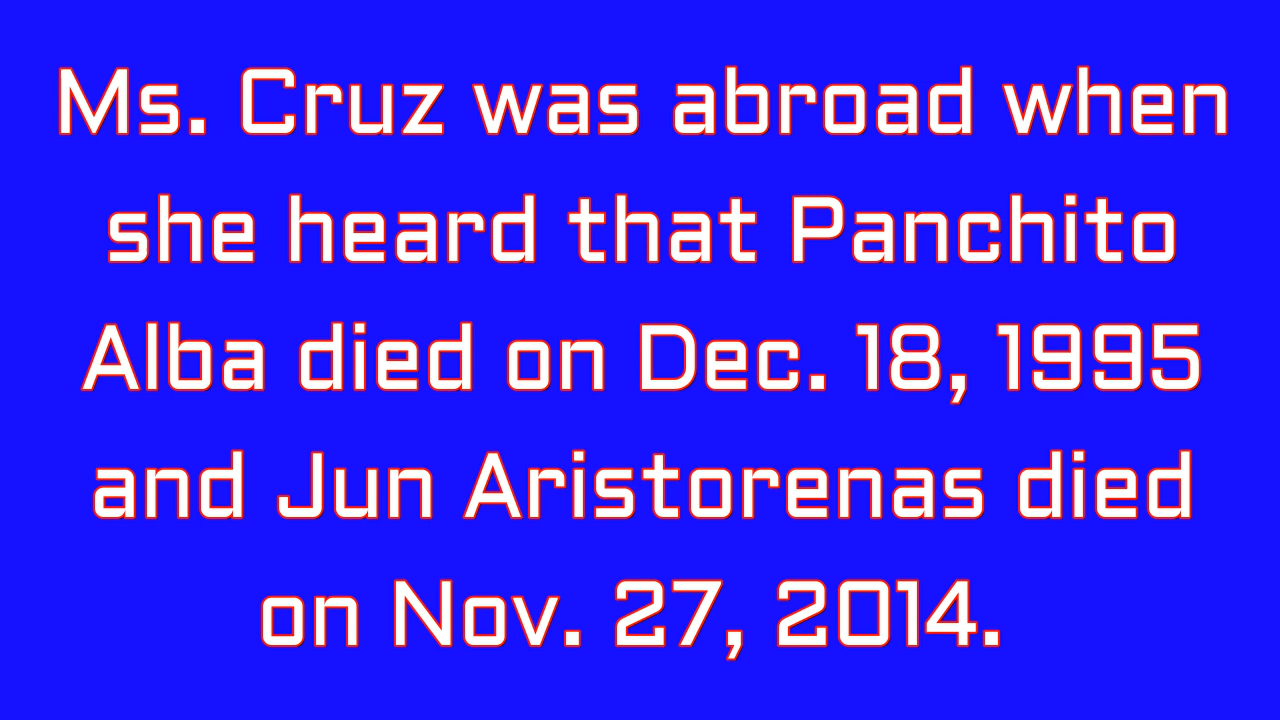 Ms. Cruz was abroad when
she heard that Panchito
Alba died on Dec. 18, 1995
and Jun Aristorenas died
on Nov. 27, 2014.